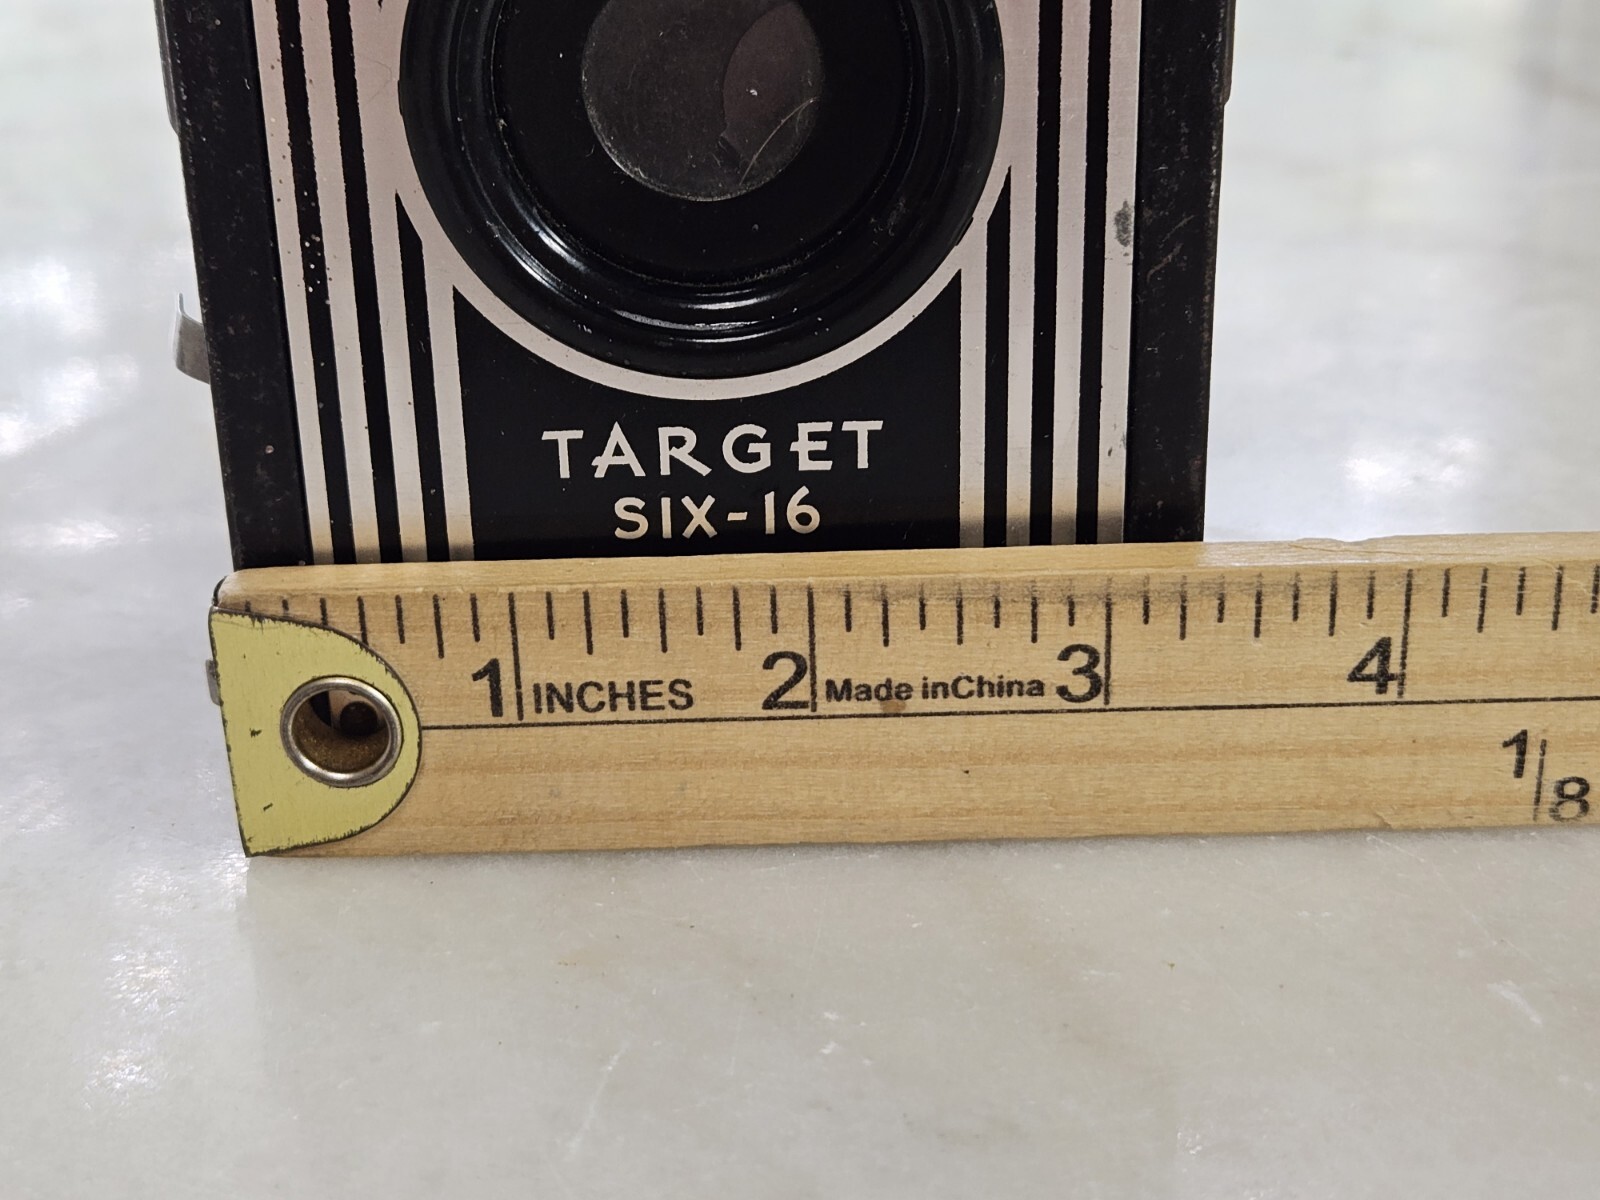 TARGET
SIX-16
1 INCHES 2 Made inChina 3 4
1/8